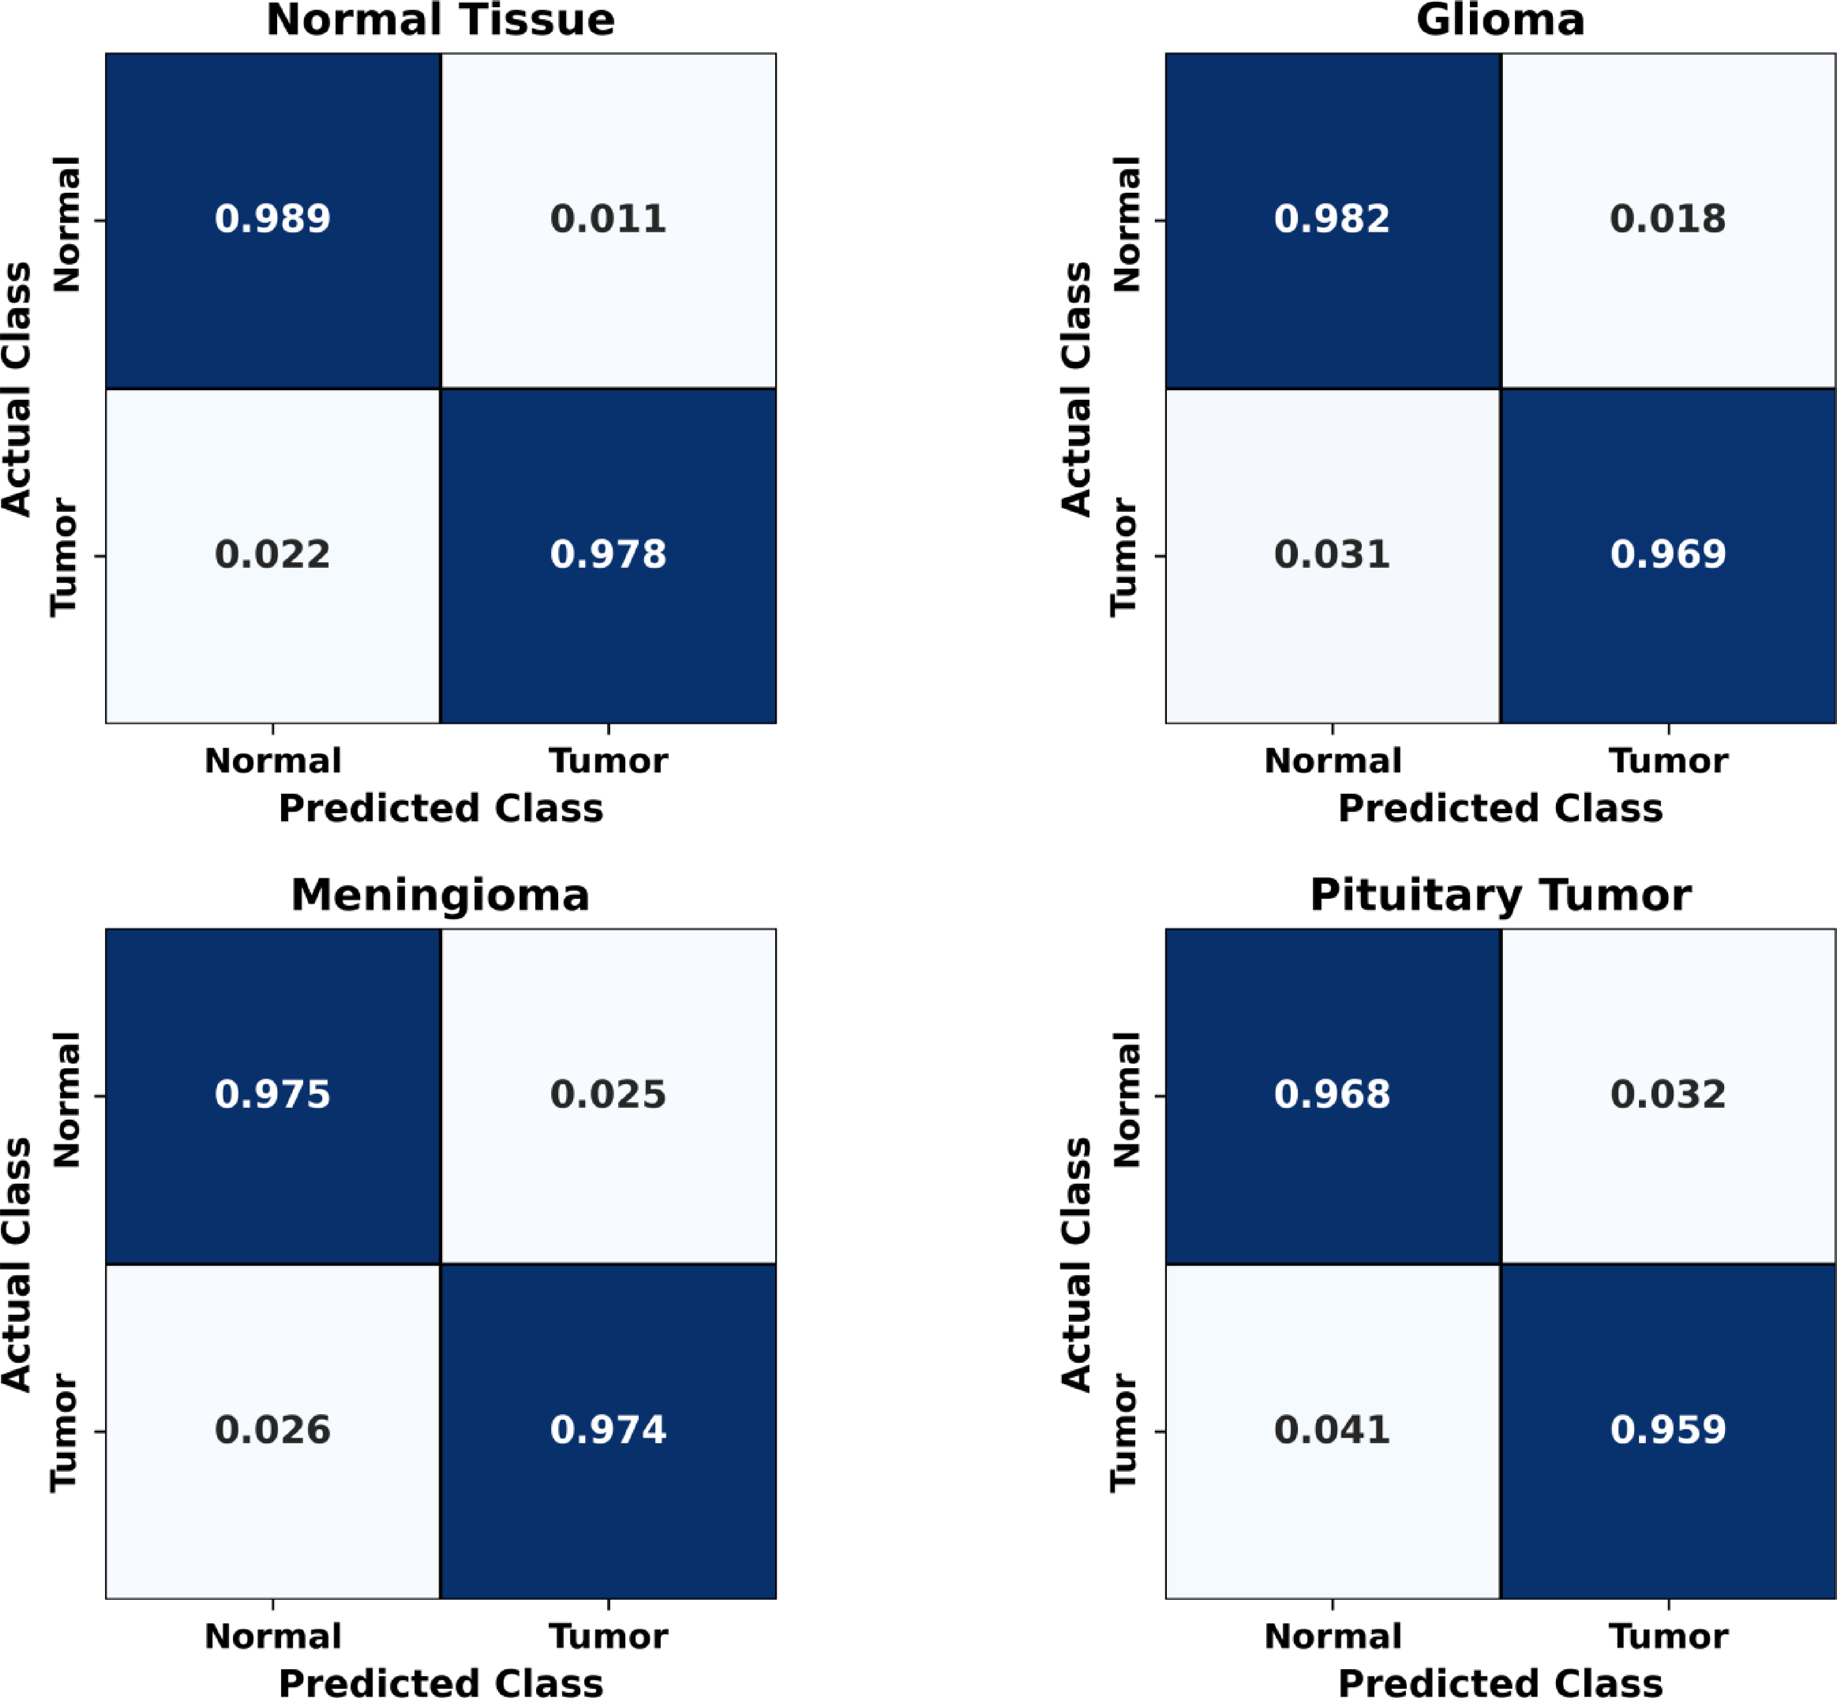 Normal Tissue
Actual Class
Normal
0.989
0.011
Tumor
0.022
0.978
Normal
Tumor
Predicted Class
Glioma
Actual Class
Normal
0.982
0.018
Tumor
0.031
0.969
Normal
Tumor
Predicted Class
Meningioma
Actual Class
Normal
0.975
0.025
Tumor
0.026
0.974
Normal
Tumor
Predicted Class
Pituitary Tumor
Actual Class
Normal
0.968
0.032
Tumor
0.041
0.959
Normal
Tumor
Predicted Class